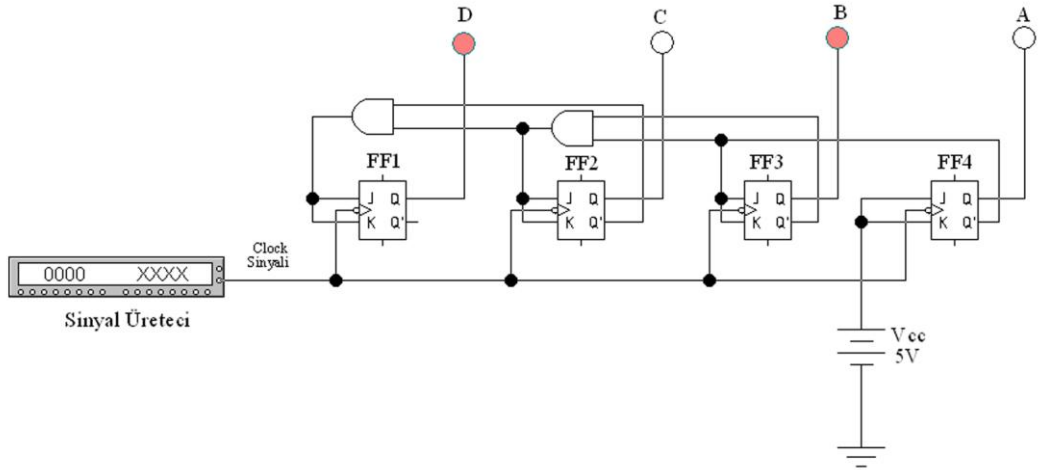 D
C
B
A
FF1
FF2
FF3
FF4
J Q
K Q'
J Q
K Q'
J Q
K Q'
J Q
K Q'
Clock
Sinyali
0000 XXXX
Sinyal Üreteci
Vcc
5V